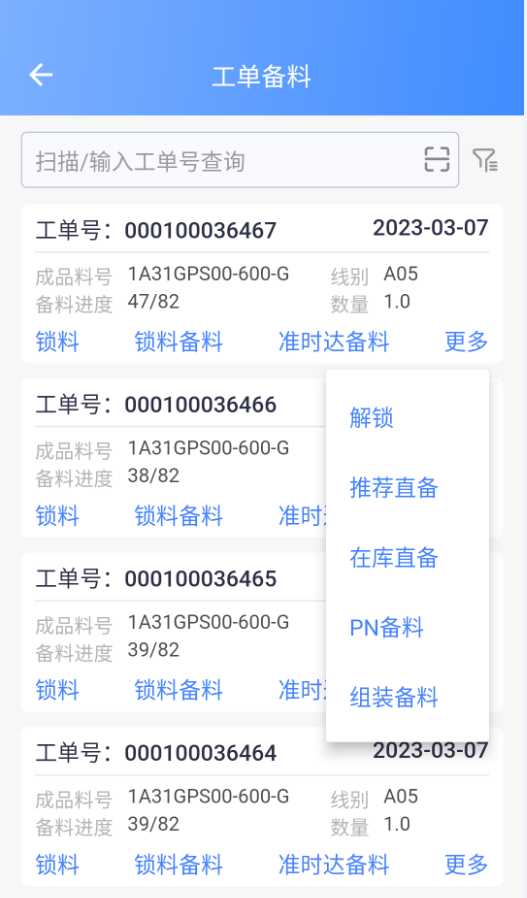 工单备料
扫描/输入工单号查询
工单号：000100036467 2023-03-07
成品料号 1A31GPS00-600-G 线别 A05
备料进度 47/82 数量 1.0
锁料 锁料备料 准时达备料 更多
工单号：000100036466
成品料号 1A31GPS00-600-G
备料进度 38/82
锁料 锁料备料 准时
工单号：000100036465
成品料号 1A31GPS00-600-G
备料进度 39/82
锁料 锁料备料 准时
解锁
推荐直备
在库直备
PN备料
组装备料
工单号：000100036464 2023-03-07
成品料号 1A31GPS00-600-G 线别 A05
备料进度 39/82 数量 1.0
锁料 锁料备料 准时达备料 更多